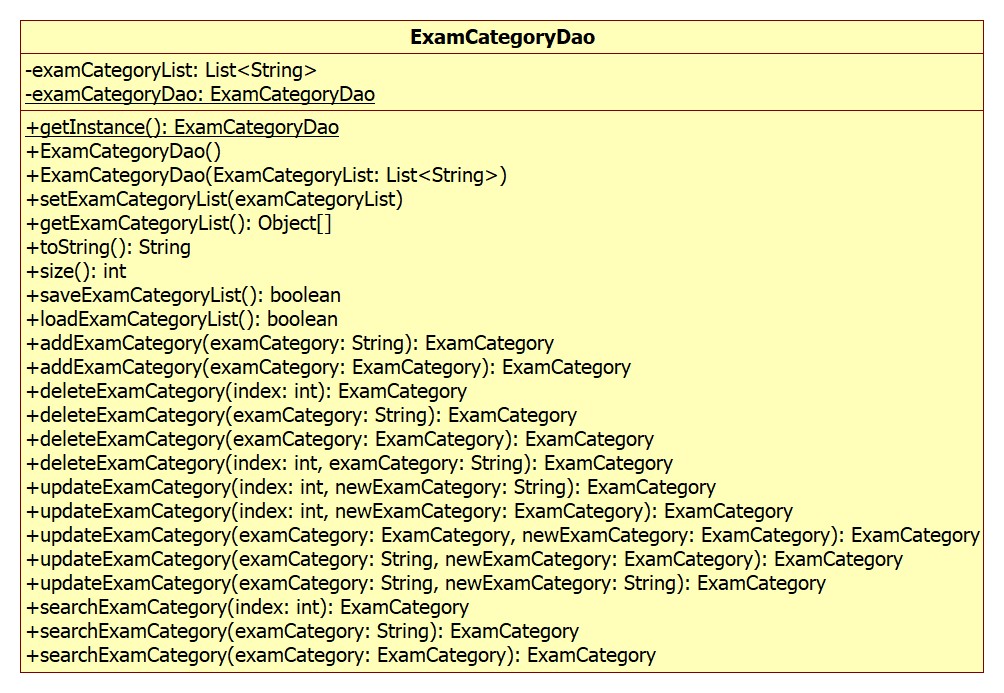 ExamCategoryDao
-examCategoryList: List<String>
-examCategoryDao: ExamCategoryDao
+getInstance(): ExamCategoryDao
+ExamCategoryDao()
+ExamCategoryDao(ExamCategoryList: List<String>)
+setExamCategoryList(examCategoryList)
+getExamCategoryList(): Object[]
+toString(): String
+size(): int
+saveExamCategoryList(): boolean
+loadExamCategoryList(): boolean
+addExamCategory(examCategory: String): ExamCategory
+addExamCategory(examCategory: ExamCategory): ExamCategory
+deleteExamCategory(index: int): ExamCategory
+deleteExamCategory(examCategory: String): ExamCategory
+deleteExamCategory(examCategory: ExamCategory): ExamCategory
+deleteExamCategory(index: int, examCategory: String): ExamCategory
+updateExamCategory(index: int, newExamCategory: String): ExamCategory
+updateExamCategory(index: int, newExamCategory: ExamCategory): ExamCategory
+updateExamCategory(examCategory: ExamCategory, newExamCategory: ExamCategory): ExamCategory
+updateExamCategory(examCategory: String, newExamCategory: ExamCategory): ExamCategory
+updateExamCategory(examCategory: String, newExamCategory: String): ExamCategory
+searchExamCategory(index: int): ExamCategory
+searchExamCategory(examCategory: String): ExamCategory
+searchExamCategory(examCategory: ExamCategory): ExamCategory